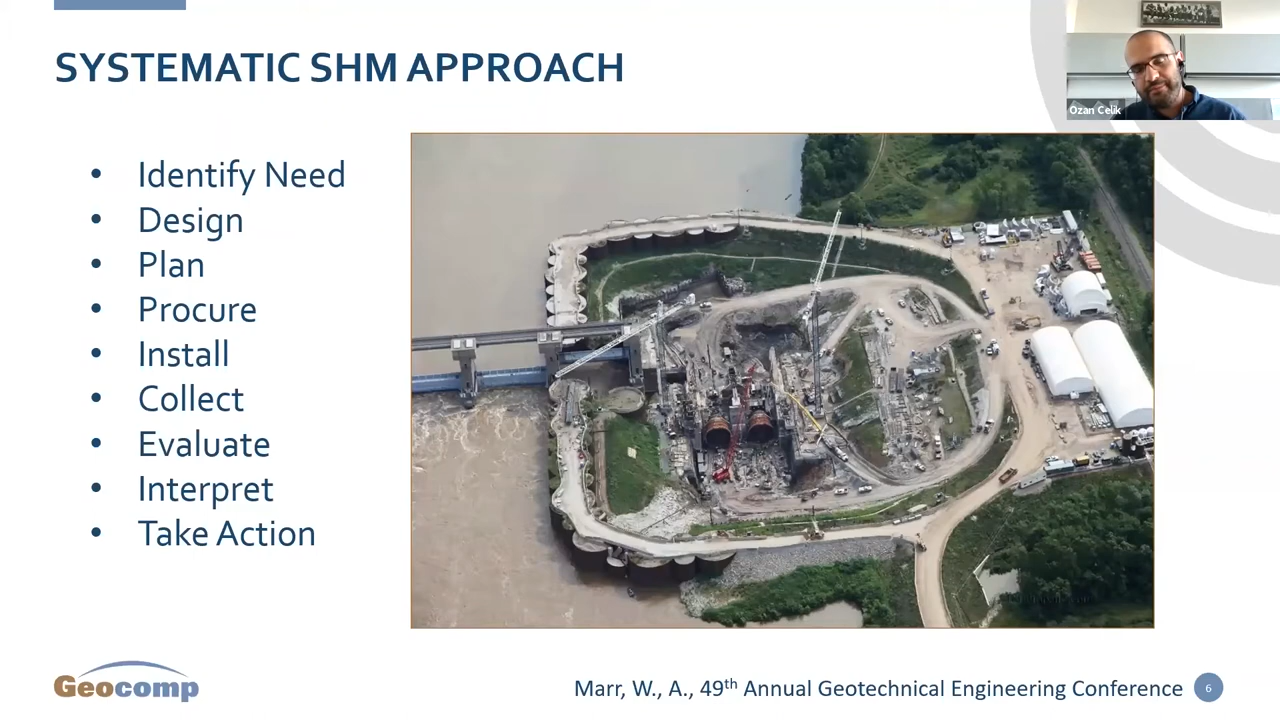 SYSTEMATIC SHM APPROACH
Ozan Celik
• Identify Need
• Design
• Plan
• Procure
• Install
• Collect
• Evaluate
• Interpret
• Take Action
Geocomp
Marr, W., A., 49th Annual Geotechnical Engineering Conference
6